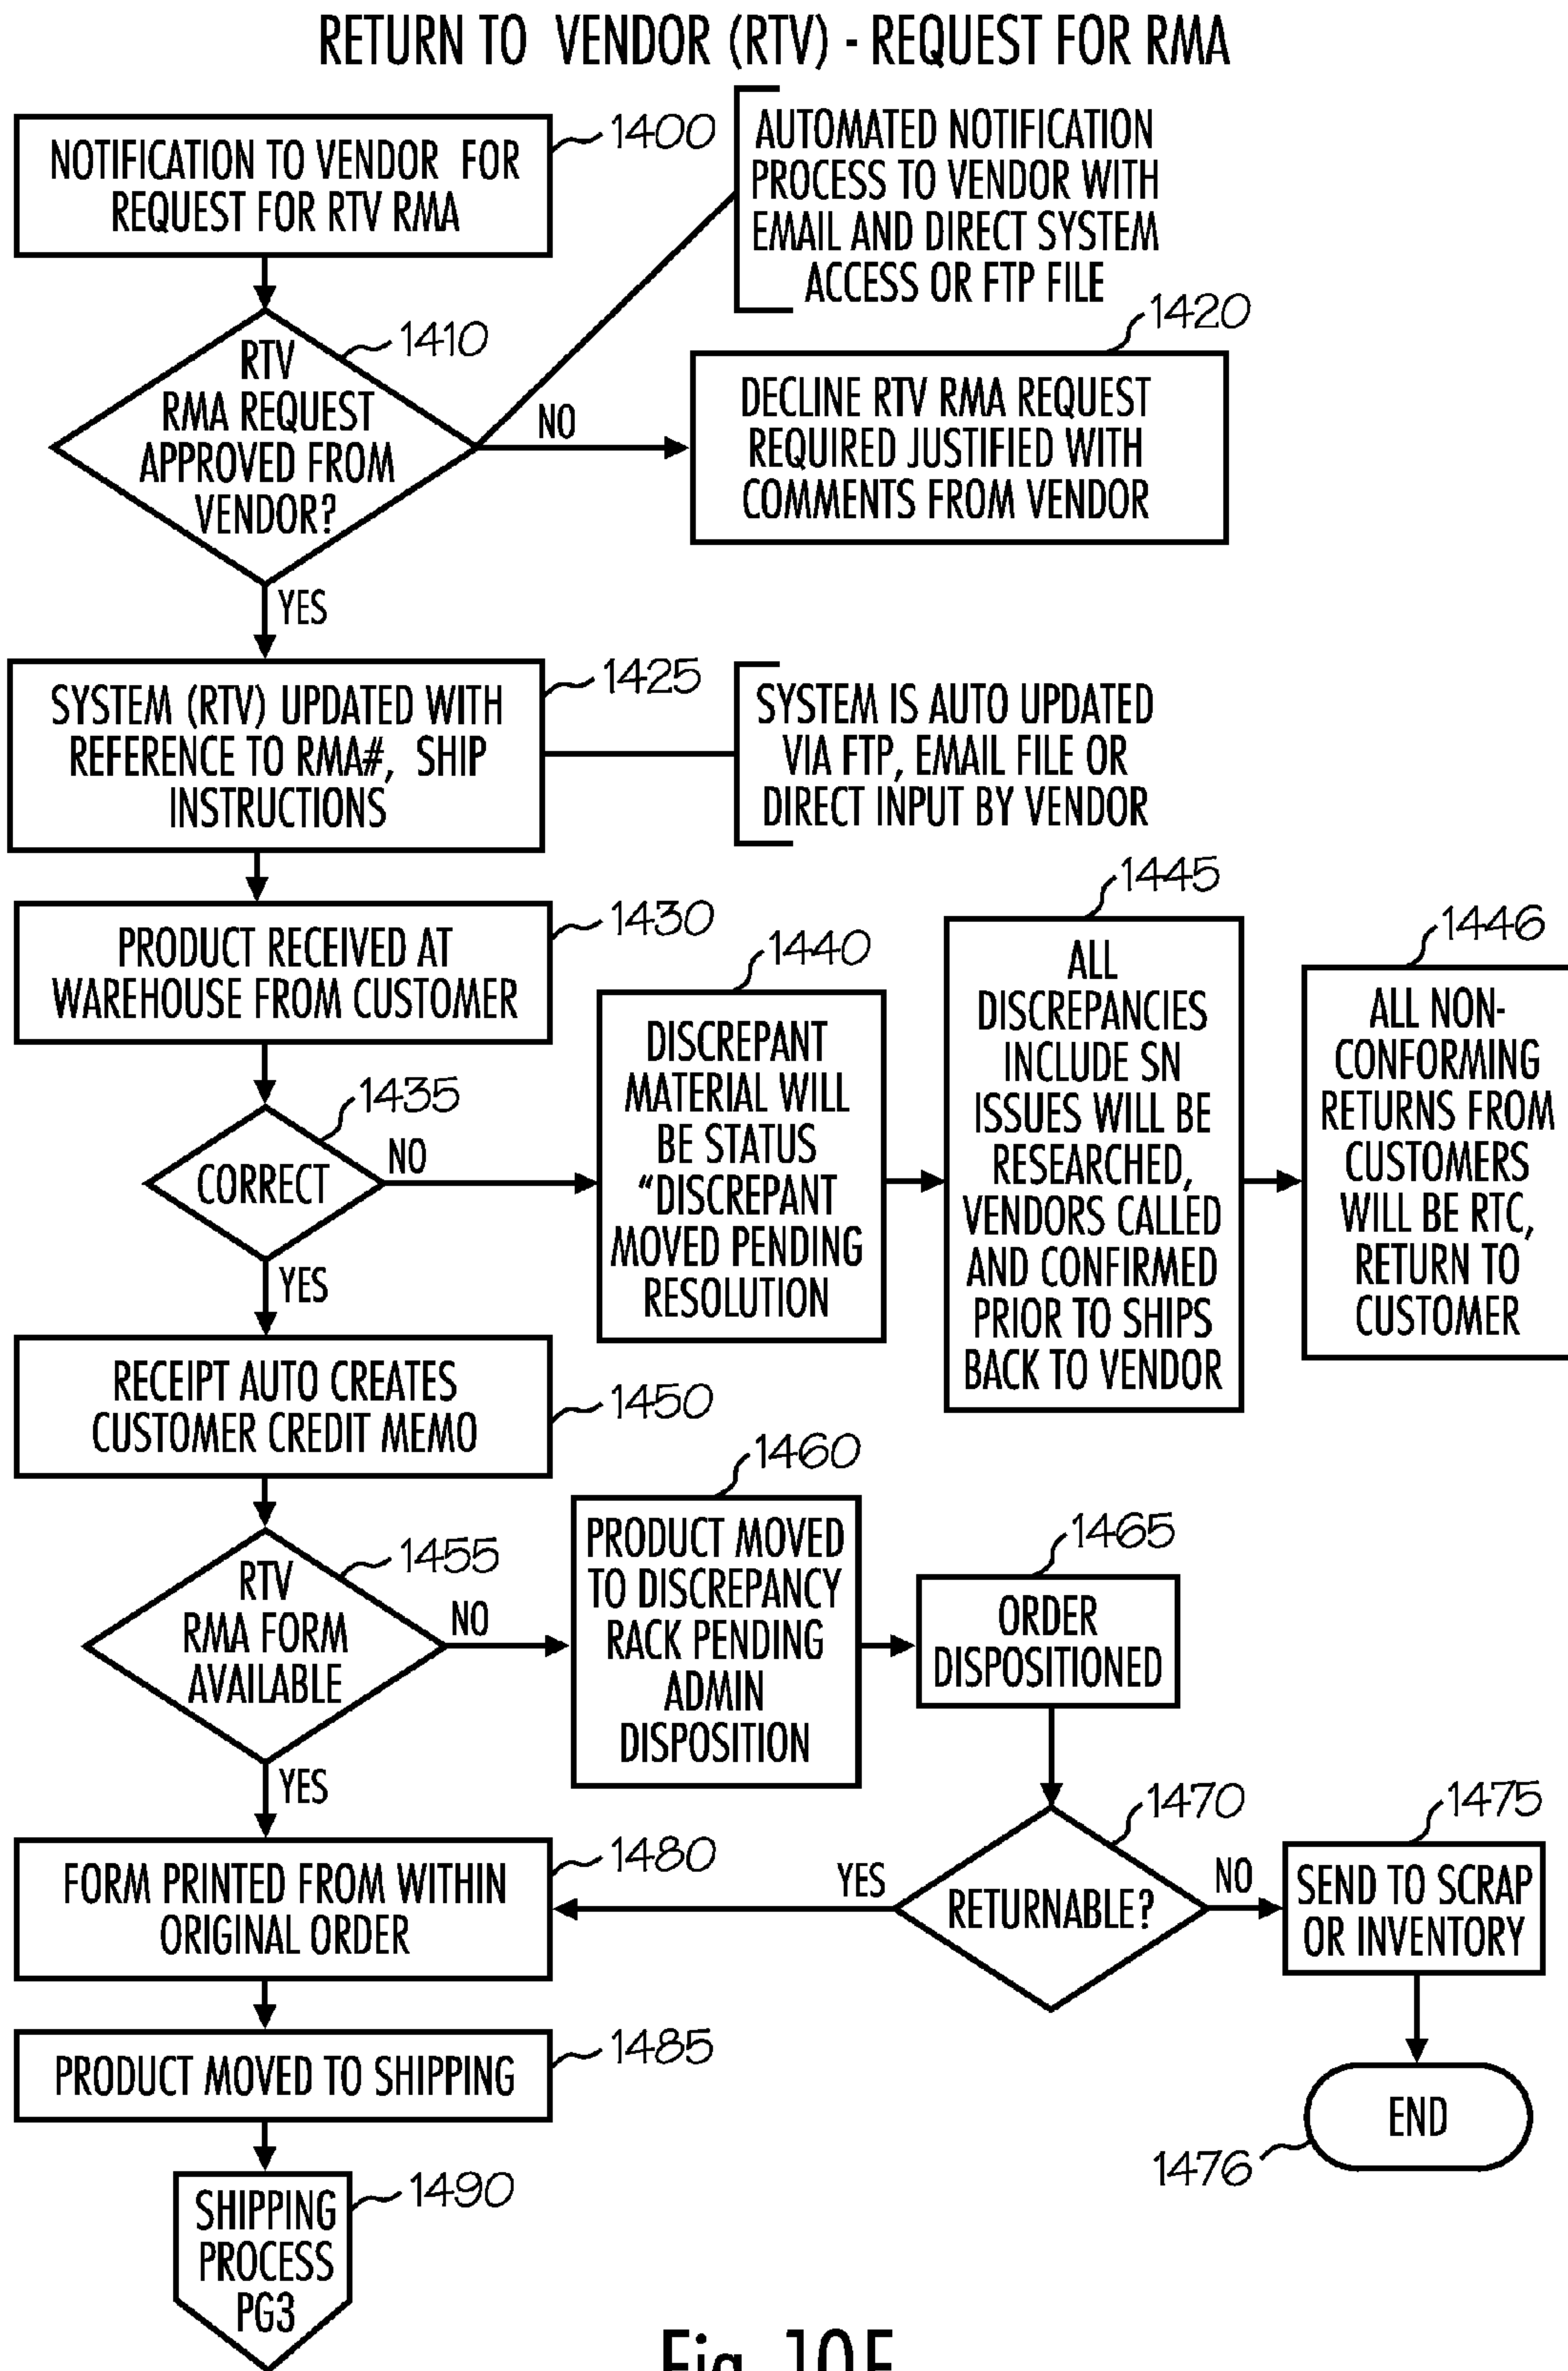 RETURN TO VENDOR (RTV) - REQUEST FOR RMA
NOTIFICATION TO VENDOR FOR
REQUEST FOR RTV RMA
1400
AUTOMATED NOTIFICATION
PROCESS TO VENDOR WITH
EMAIL AND DIRECT SYSTEM
ACCESS OR FTP FILE
RTV
RMA REQUEST
APPROVED FROM
VENDOR?
1410
NO
1420
DECLINE RTV RMA REQUEST
REQUIRED JUSTIFIED WITH
COMMENTS FROM VENDOR
YES
SYSTEM (RTV) UPDATED WITH
REFERENCE TO RMA#, SHIP
INSTRUCTIONS
1425
SYSTEM IS AUTO UPDATED
VIA FTP, EMAIL FILE OR
DIRECT INPUT BY VENDOR
PRODUCT RECEIVED AT
WAREHOUSE FROM CUSTOMER
1430
CORRECT
1435
NO
1440
DISCREPANT
MATERIAL WILL
BE STATUS
“DISCREPANT
MOVED PENDING
RESOLUTION
1445
ALL
DISCREPANCIES
INCLUDE SN
ISSUES WILL BE
RESEARCHED,
VENDORS CALLED
AND CONFIRMED
PRIOR TO SHIPS
BACK TO VENDOR
1446
ALL NON-
CONFORMING
RETURNS FROM
CUSTOMERS
WILL BE RTC,
RETURN TO
CUSTOMER
YES
RECEIPT AUTO CREATES
CUSTOMER CREDIT MEMO
1450
RTV
RMA FORM
AVAILABLE
1455
NO
1460
PRODUCT MOVED
TO DISCREPANCY
RACK PENDING
ADMIN
DISPOSITION
1465
ORDER
DISPOSITIONED
YES
FORM PRINTED FROM WITHIN
ORIGINAL ORDER
1480
YES
RETURNABLE?
1470
NO
1475
SEND TO SCRAP
OR INVENTORY
PRODUCT MOVED TO SHIPPING
1485
END
1476
SHIPPING
PROCESS
PG3
1490
Fig. 10E